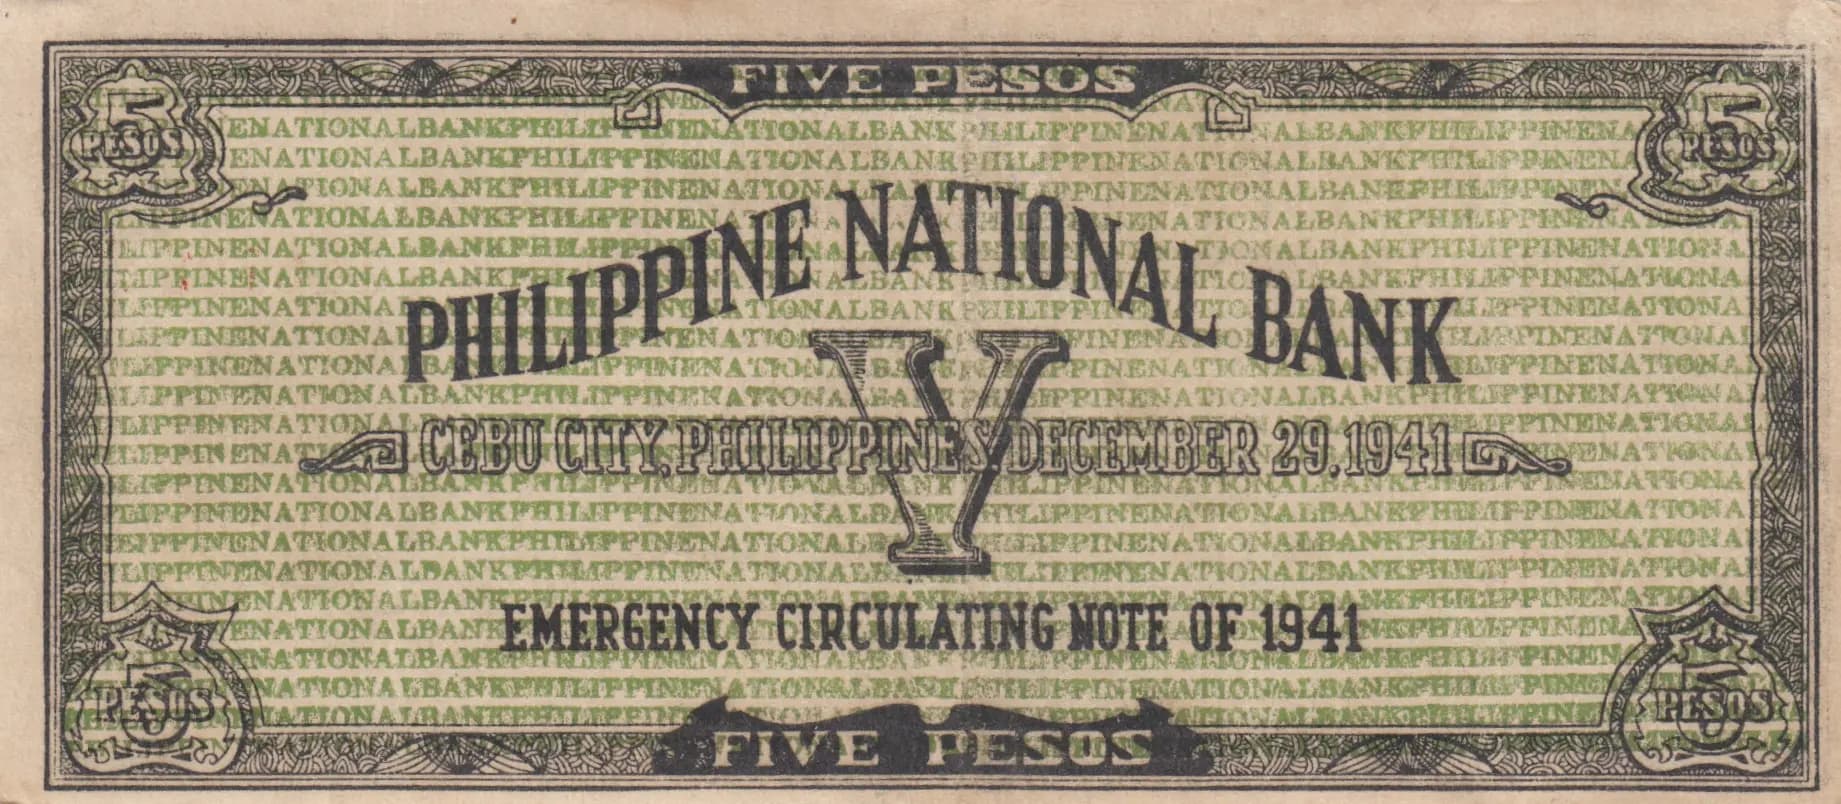 FIVE PESOS
5 PESOS
5 PESOS
PHILIPPINE NATIONAL BANK
V
CEBU CITY, PHILIPPINES, DECEMBER 29, 1941
EMERGENCY CIRCULATING NOTE OF 1941
5 PESOS
5 PESOS
FIVE PESOS